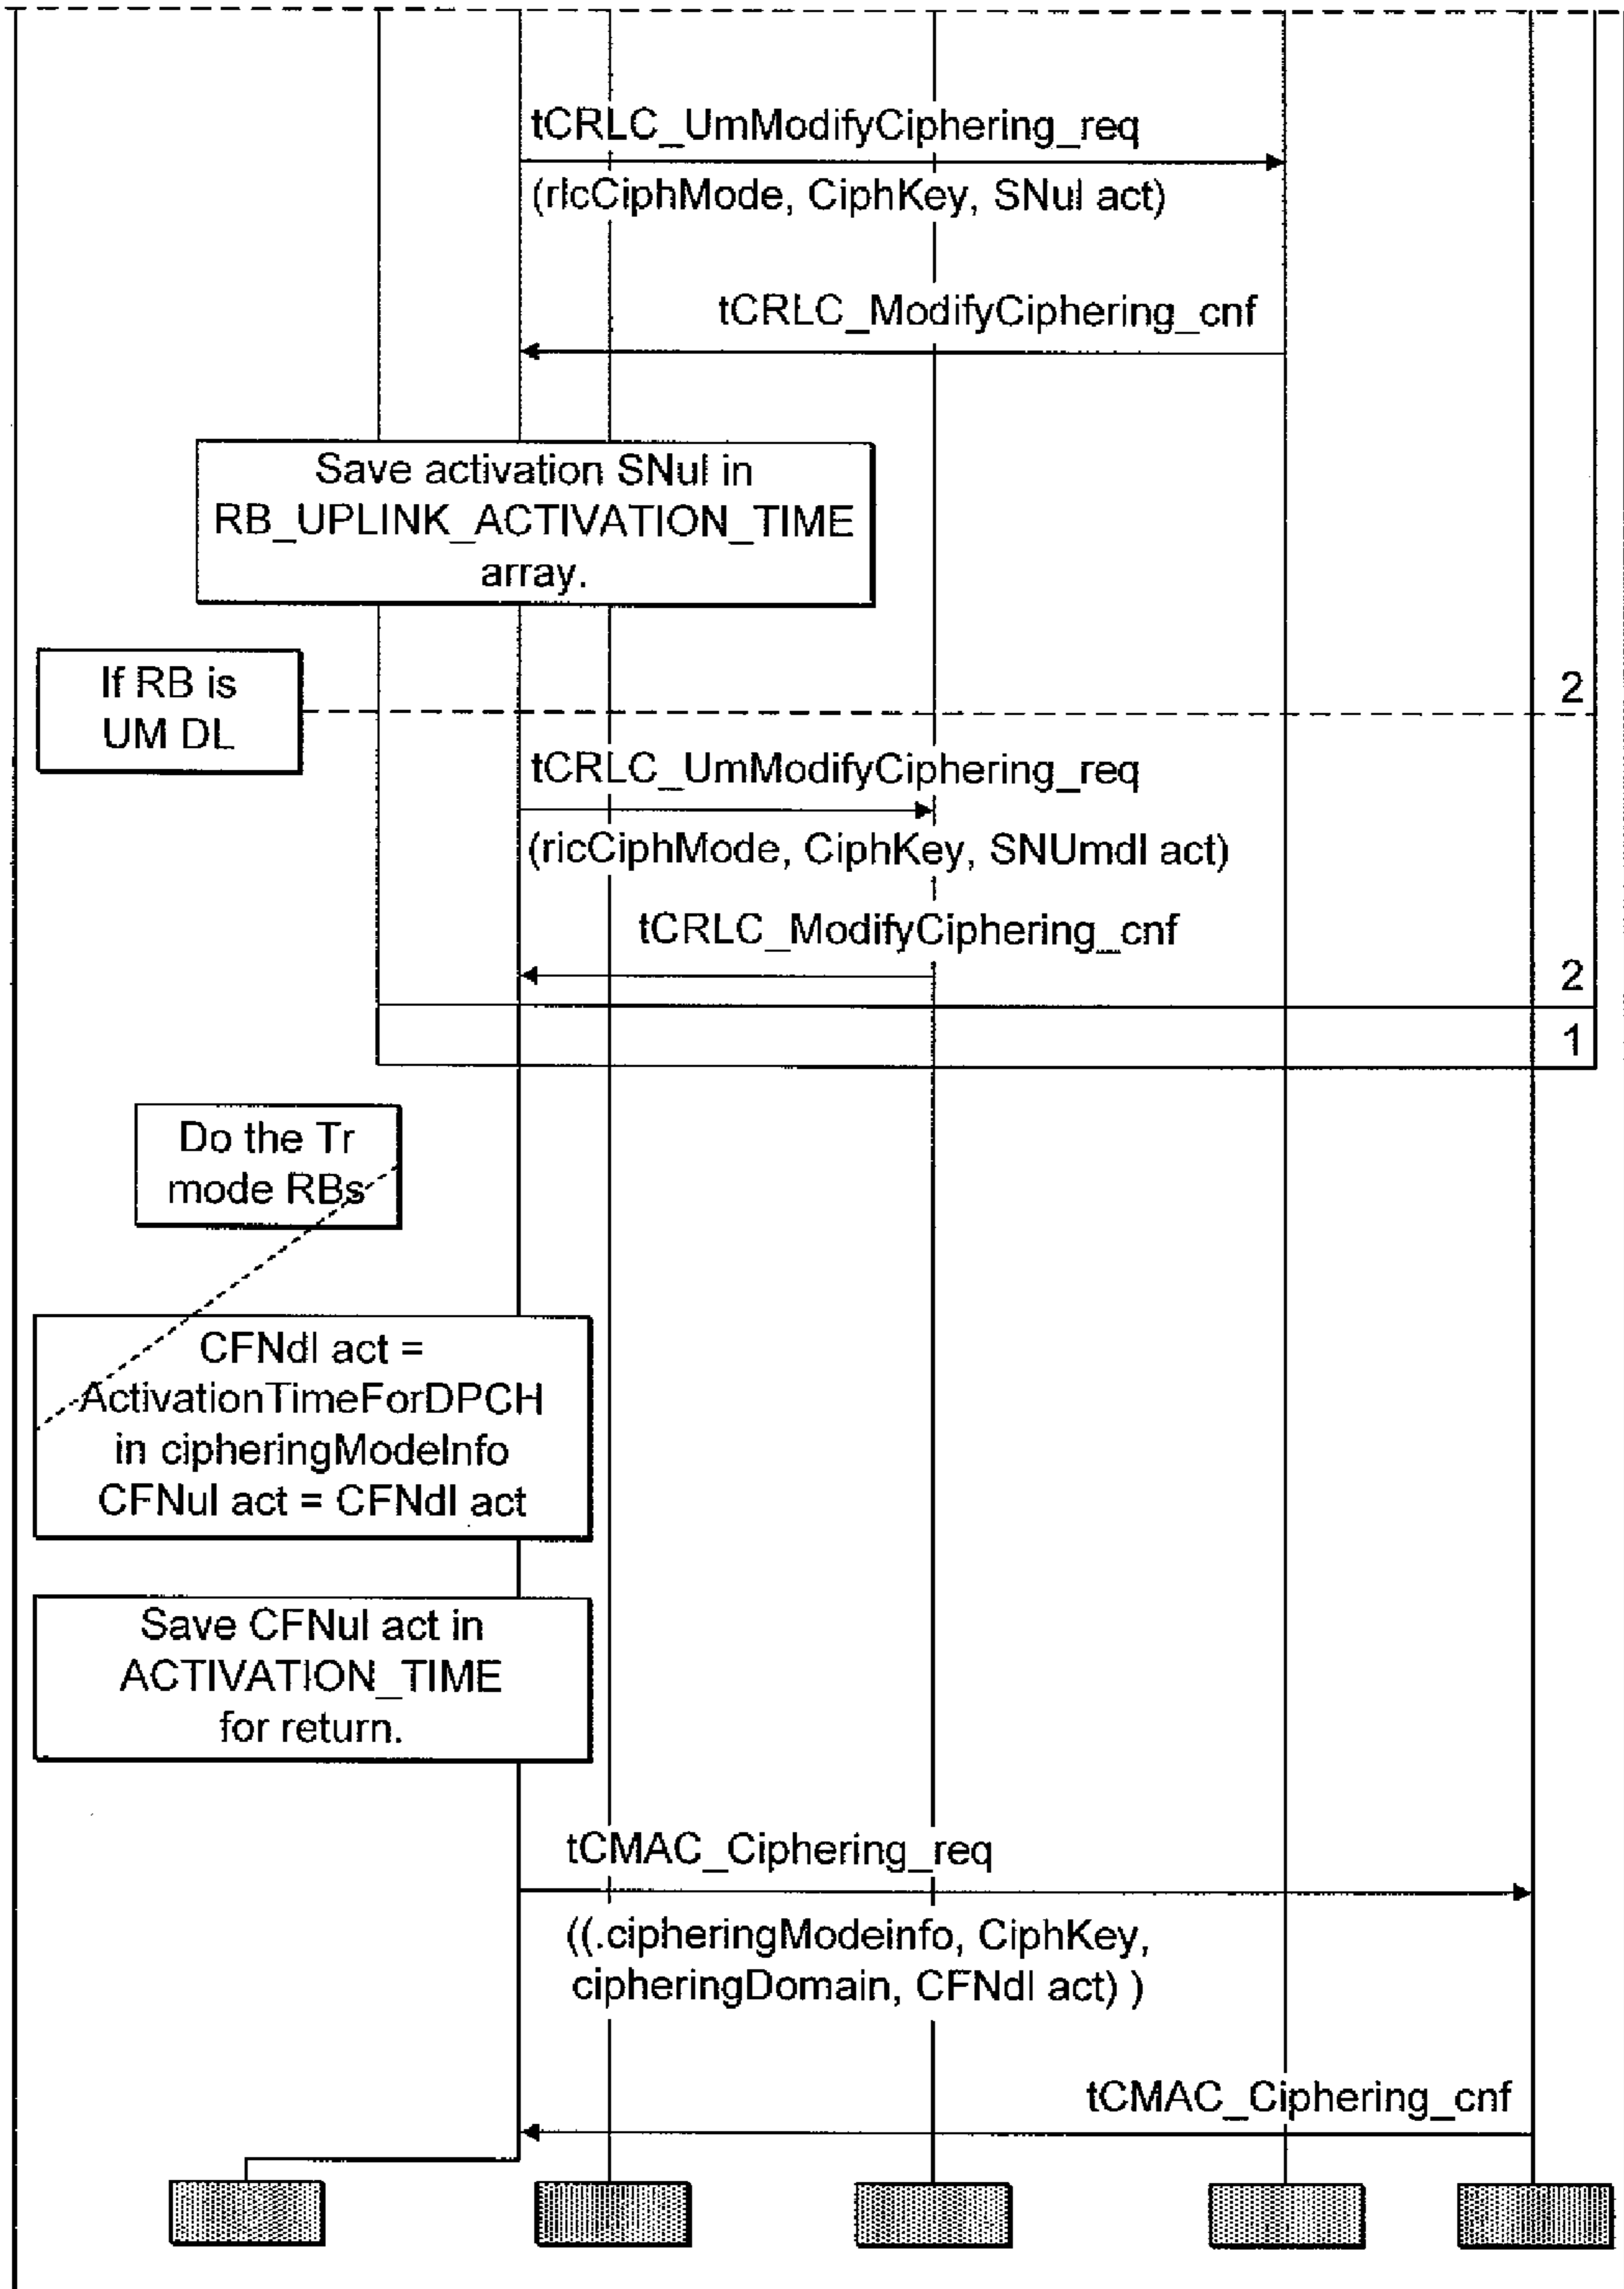 tCRLC_UmModifyCiphering_req
(rlcCiphMode, CiphKey, SNul act)
tCRLC_ModifyCiphering_cnf
Save activation SNul in
RB_UPLINK_ACTIVATION_TIME
array.
If RB is
UM DL
2
tCRLC_UmModifyCiphering_req
(ricCiphMode, CiphKey, SNUmdl act)
tCRLC_ModifyCiphering_cnf
2
1
Do the Tr
mode RBs
CFNdl act =
ActivationTimeForDPCH
in cipheringModeInfo
CFNul act = CFNdl act
Save CFNul act in
ACTIVATION_TIME
for return.
tCMAC_Ciphering_req
((.cipheringModeinfo, CiphKey,
cipheringDomain, CFNdl act) )
tCMAC_Ciphering_cnf